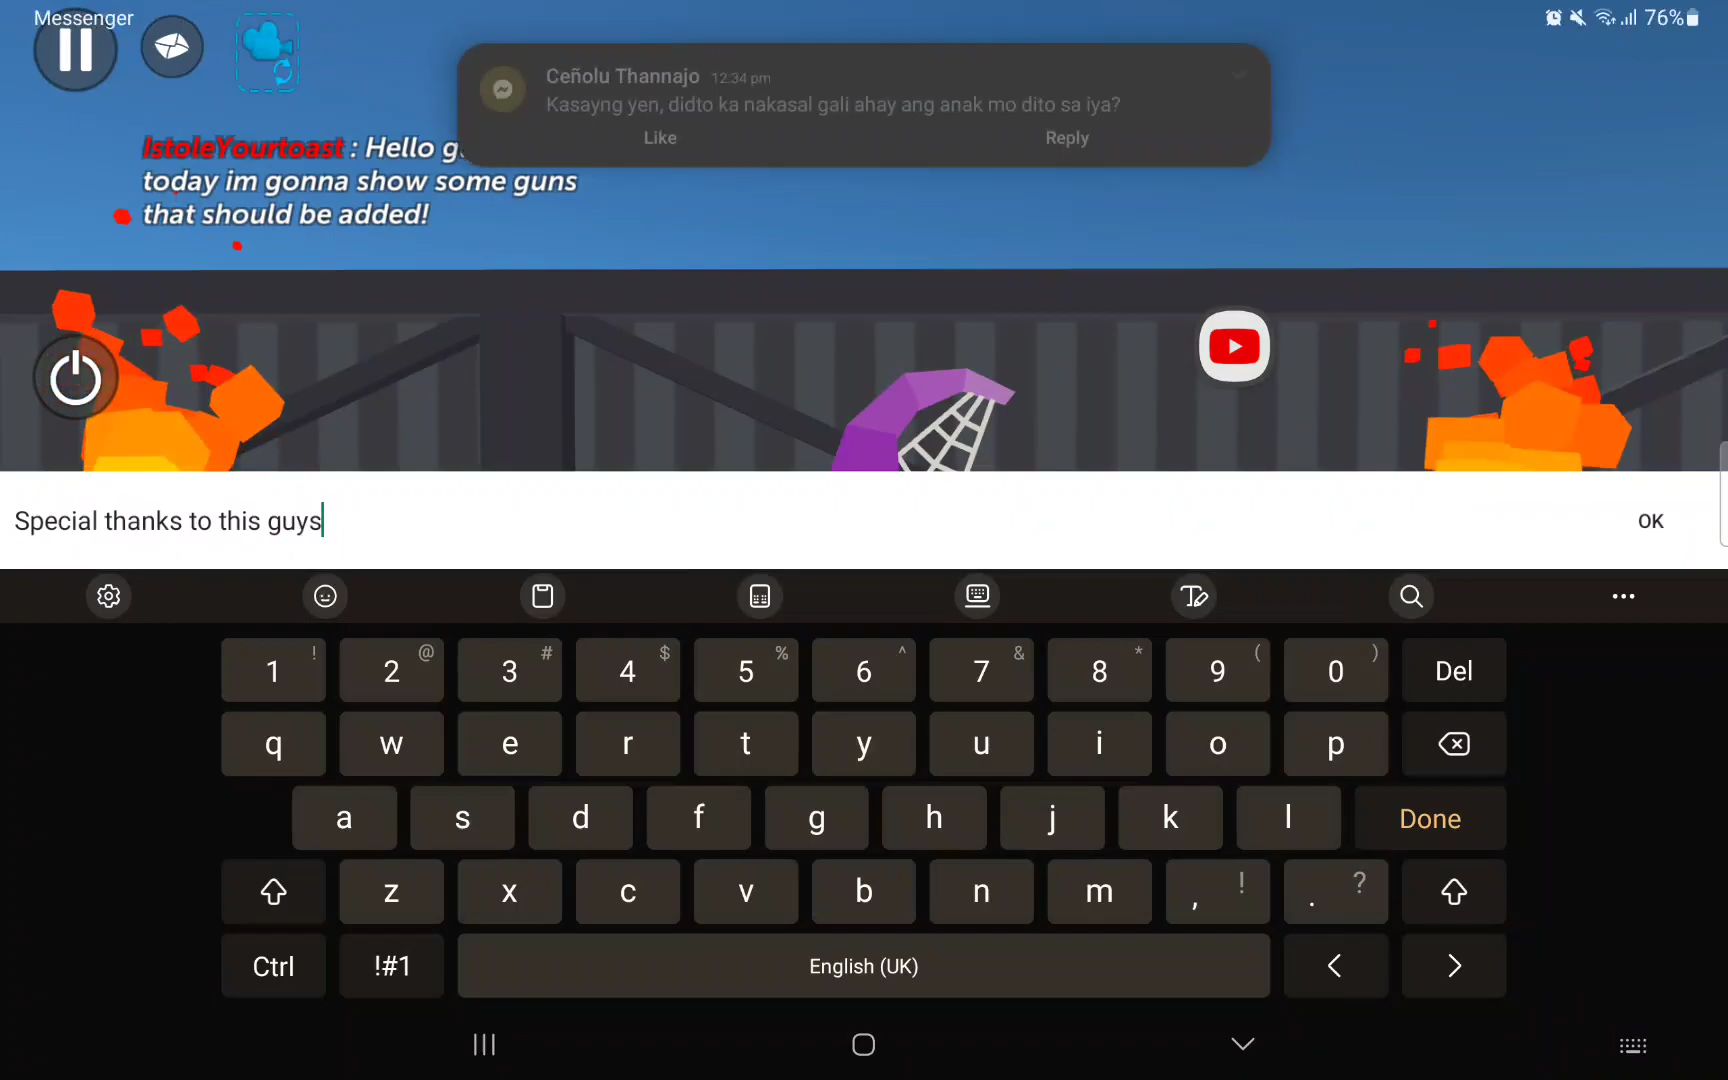 Messenger
76%
Ceñolu Thannajo 12:34 pm
Kasayng yen, didto ka nakasal gali ahay ang anak mo dito sa iya?
Like Reply
IstoleYourtoast : Hello g
today im gonna show some guns
that should be added!
Special thanks to this guys
OK
1 ! 2 @ 3 # 4 $ 5 % 6 ^ 7 & 8 * 9 ( 0 ) Del
q w e r t y u i o p
a s d f g h j k l Done
z x c v b n m , ! . ?
Ctrl !#1 English (UK) < >